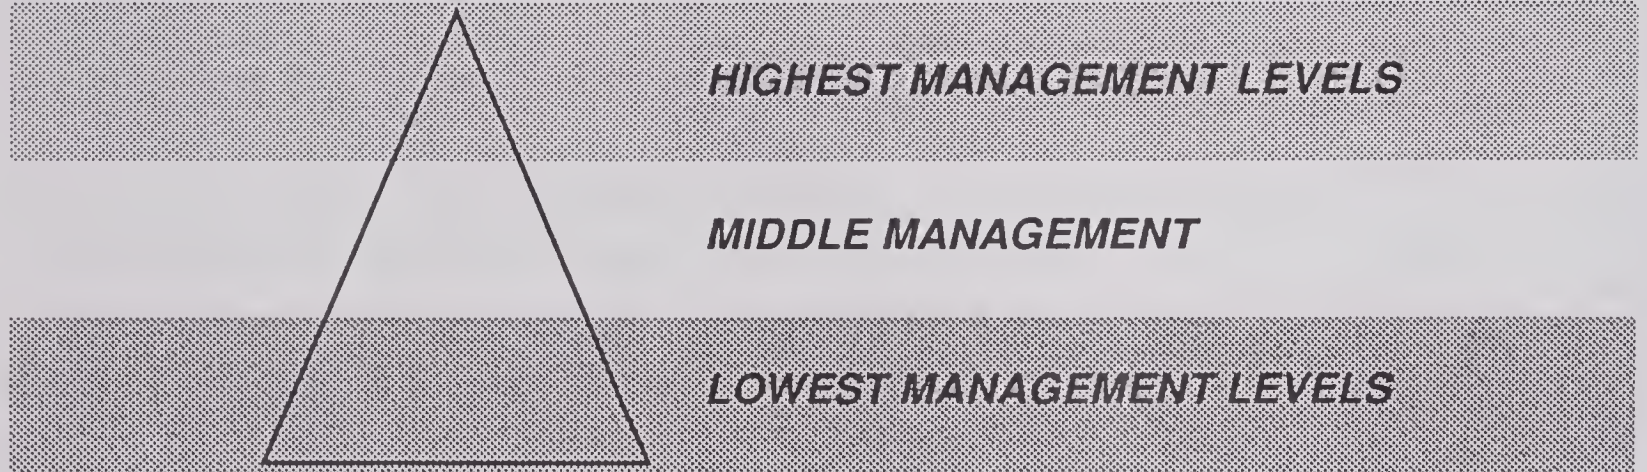 HIGHEST MANAGEMENT LEVELS
MIDDLE MANAGEMENT
LOWEST MANAGEMENT LEVELS